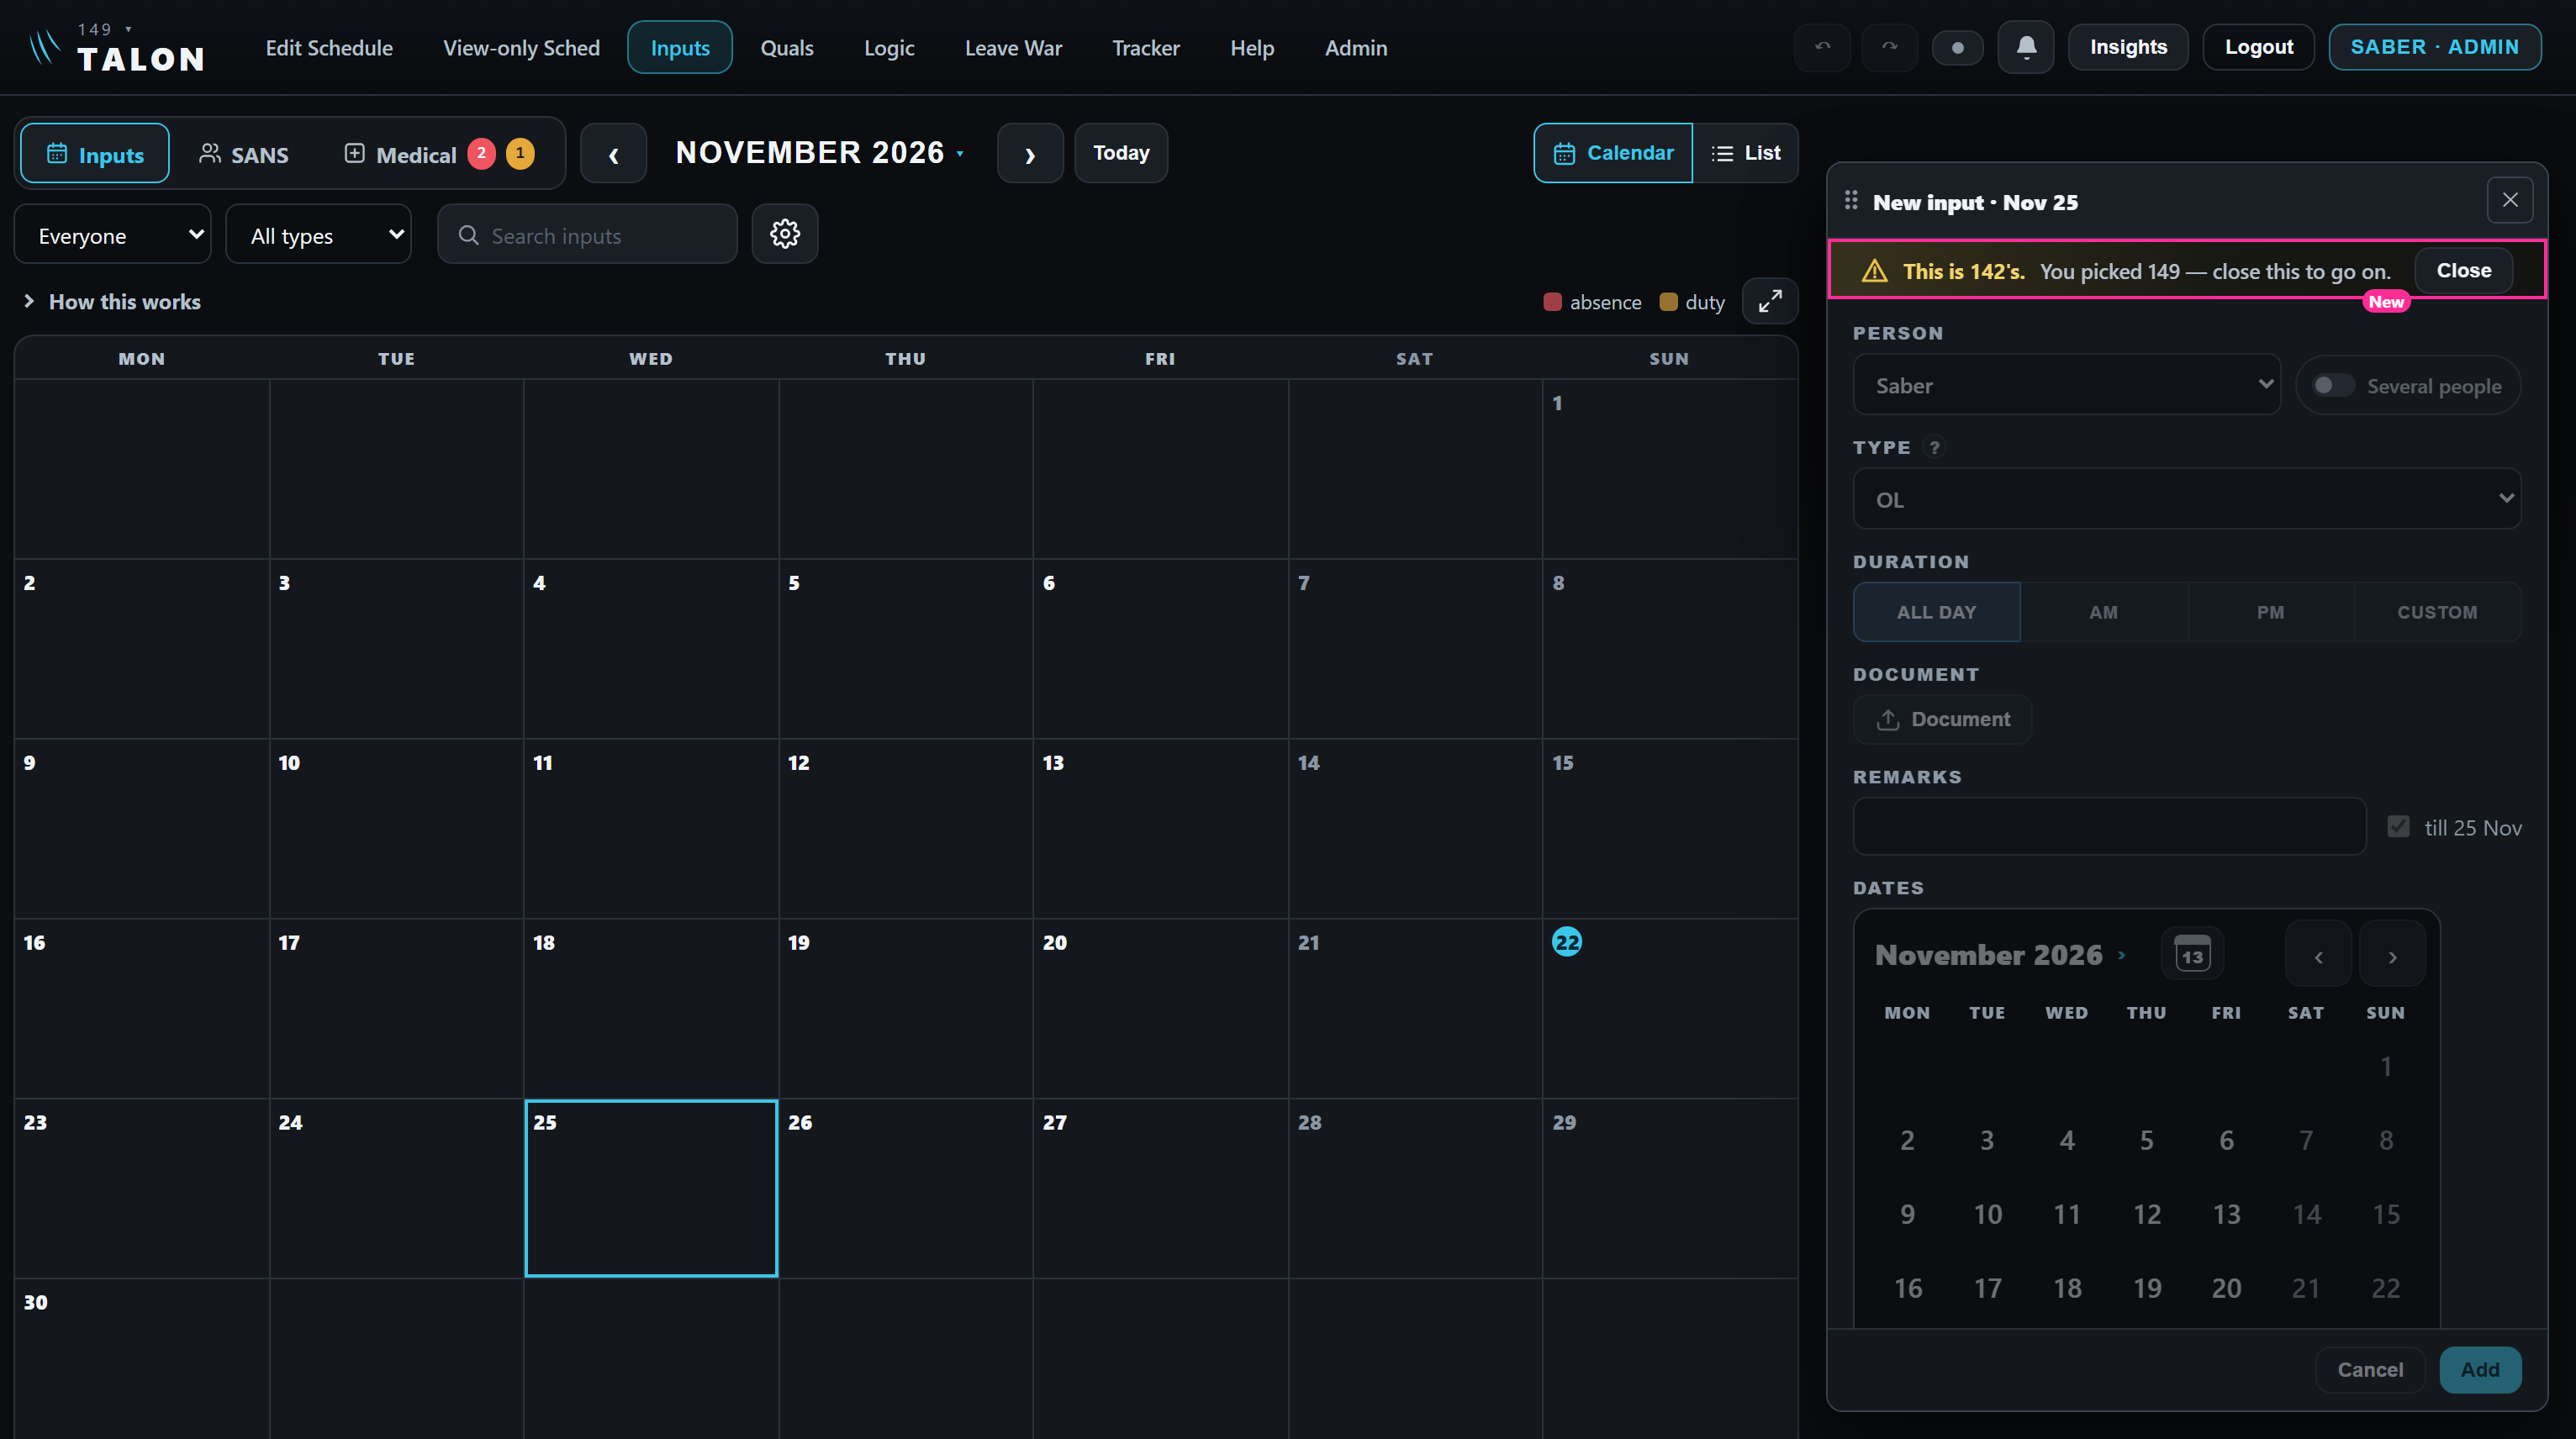 149 ▾
TALON
Edit Schedule
View-only Sched
Inputs
Quals
Logic
Leave War
Tracker
Help
Admin
Insights
Logout
SABER · ADMIN
Inputs
SANS
Medical 2 1
‹
NOVEMBER 2026 ▾
›
Today
Calendar
List
Everyone
All types
Search inputs
How this works
absence
duty
MON TUE WED THU FRI SAT SUN
1
2 3 4 5 6 7 8
9 10 11 12 13 14 15
16 17 18 19 20 21 22
23 24 25 26 27 28 29
30
New input · Nov 25
This is 142's. You picked 149 — close this to go on. Close
New
PERSON
Saber
Several people
TYPE ?
OL
DURATION
ALL DAY AM PM CUSTOM
DOCUMENT
Document
REMARKS
till 25 Nov
DATES
November 2026 › 13 ‹ ›
MON TUE WED THU FRI SAT SUN
1
2 3 4 5 6 7 8
9 10 11 12 13 14 15
16 17 18 19 20 21 22
Cancel Add